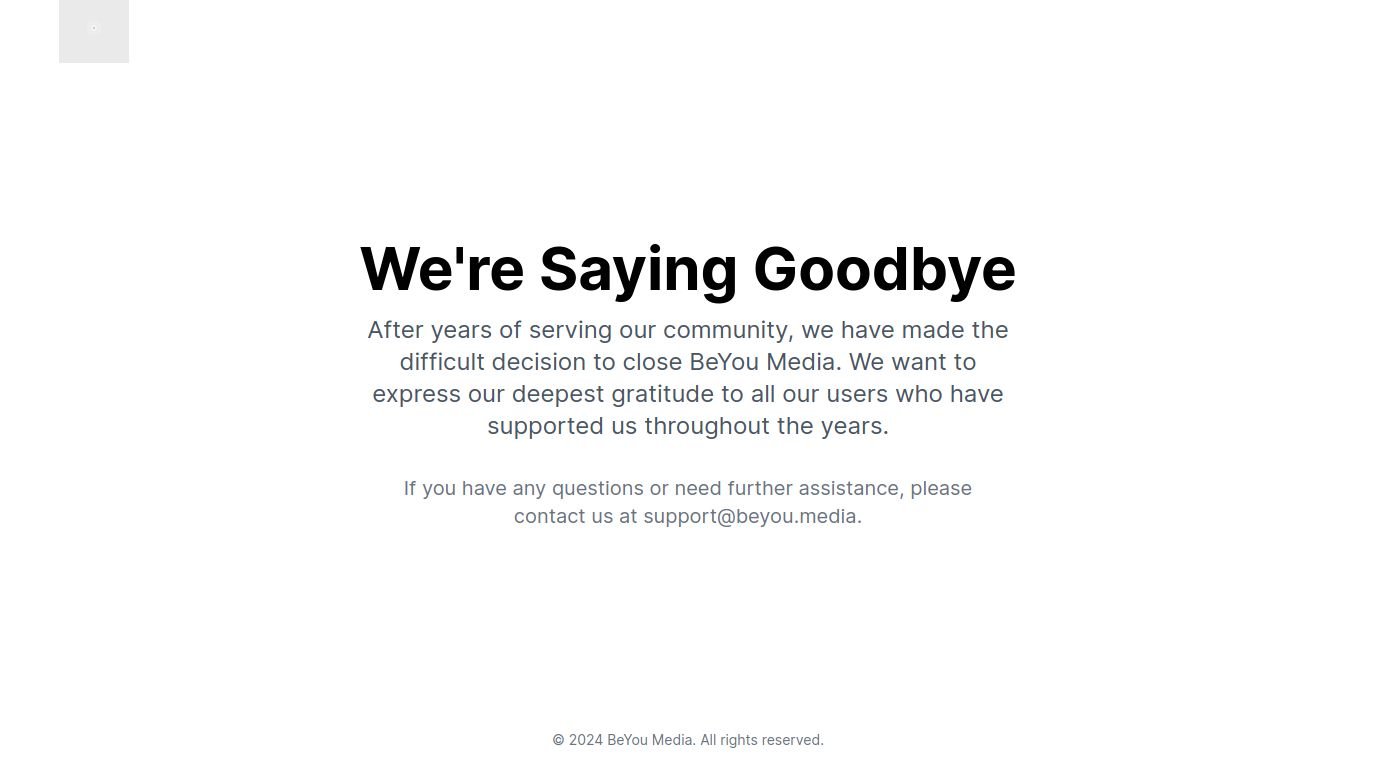 We're Saying Goodbye
After years of serving our community, we have made the
difficult decision to close BeYou Media. We want to
express our deepest gratitude to all our users who have
supported us throughout the years.
If you have any questions or need further assistance, please
contact us at support@beyou.media.
© 2024 BeYou Media. All rights reserved.